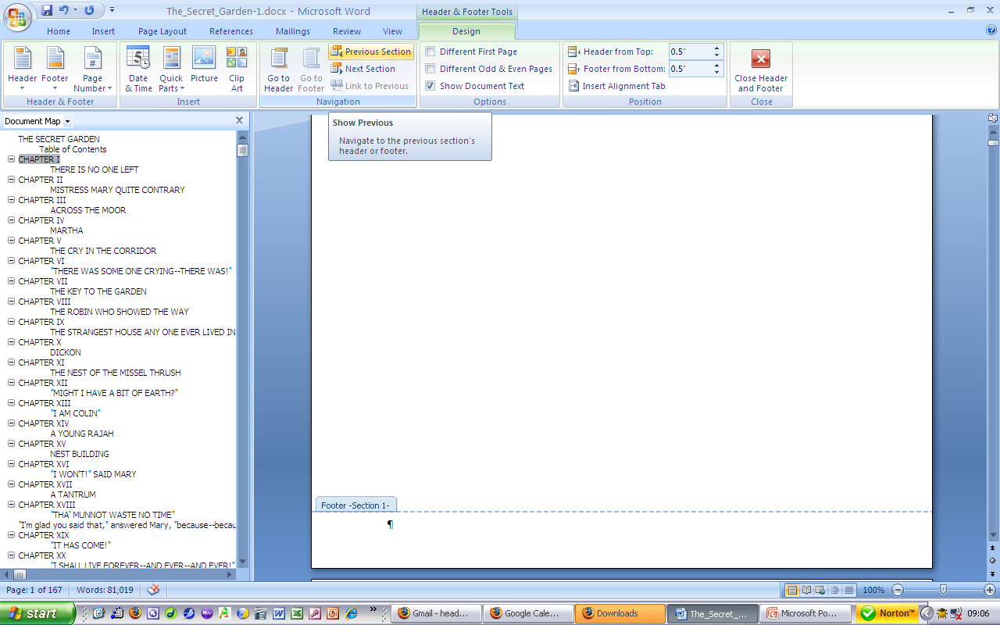 The_Secret_Garden-1.docx - Microsoft Word
Header & Footer Tools
Home
Insert
Page Layout
References
Mailings
Review
View
Design
Header
Footer
Page Number
Header & Footer
Date & Time
Quick Parts
Picture
Clip Art
Insert
Go to Header
Go to Footer
Previous Section
Next Section
Link to Previous
Navigation
Different First Page
Different Odd & Even Pages
Show Document Text
Options
Header from Top: 0.5"
Footer from Bottom: 0.5"
Insert Alignment Tab
Position
Close Header and Footer
Close
Show Previous
Navigate to the previous section's
header or footer.
Document Map
THE SECRET GARDEN
Table of Contents
CHAPTER I
THERE IS NO ONE LEFT
CHAPTER II
MISTRESS MARY QUITE CONTRARY
CHAPTER III
ACROSS THE MOOR
CHAPTER IV
MARTHA
CHAPTER V
THE CRY IN THE CORRIDOR
CHAPTER VI
"THERE WAS SOME ONE CRYING--THERE WAS!"
CHAPTER VII
THE KEY TO THE GARDEN
CHAPTER VIII
THE ROBIN WHO SHOWED THE WAY
CHAPTER IX
THE STRANGEST HOUSE ANY ONE EVER LIVED IN
CHAPTER X
DICKON
CHAPTER XI
THE NEST OF THE MISSEL THRUSH
CHAPTER XII
"MIGHT I HAVE A BIT OF EARTH?"
CHAPTER XIII
"I AM COLIN"
CHAPTER XIV
A YOUNG RAJAH
CHAPTER XV
NEST BUILDING
CHAPTER XVI
"I WON'T!" SAID MARY
CHAPTER XVII
A TANTRUM
CHAPTER XVIII
"THA' MUNNOT WASTE NO TIME"
"I'm glad you said that," answered Mary, "because--becau
CHAPTER XIX
"IT HAS COME!"
CHAPTER XX
"I SHALL LIVE FOREVER--AND EVER--AND EVER!"
Footer -Section 1-
¶
Page: 1 of 167
Words: 81,019
100%
start
Gmail - head...
Google Cale...
Downloads
The_Secret_...
Microsoft Po...
Norton™
09:06